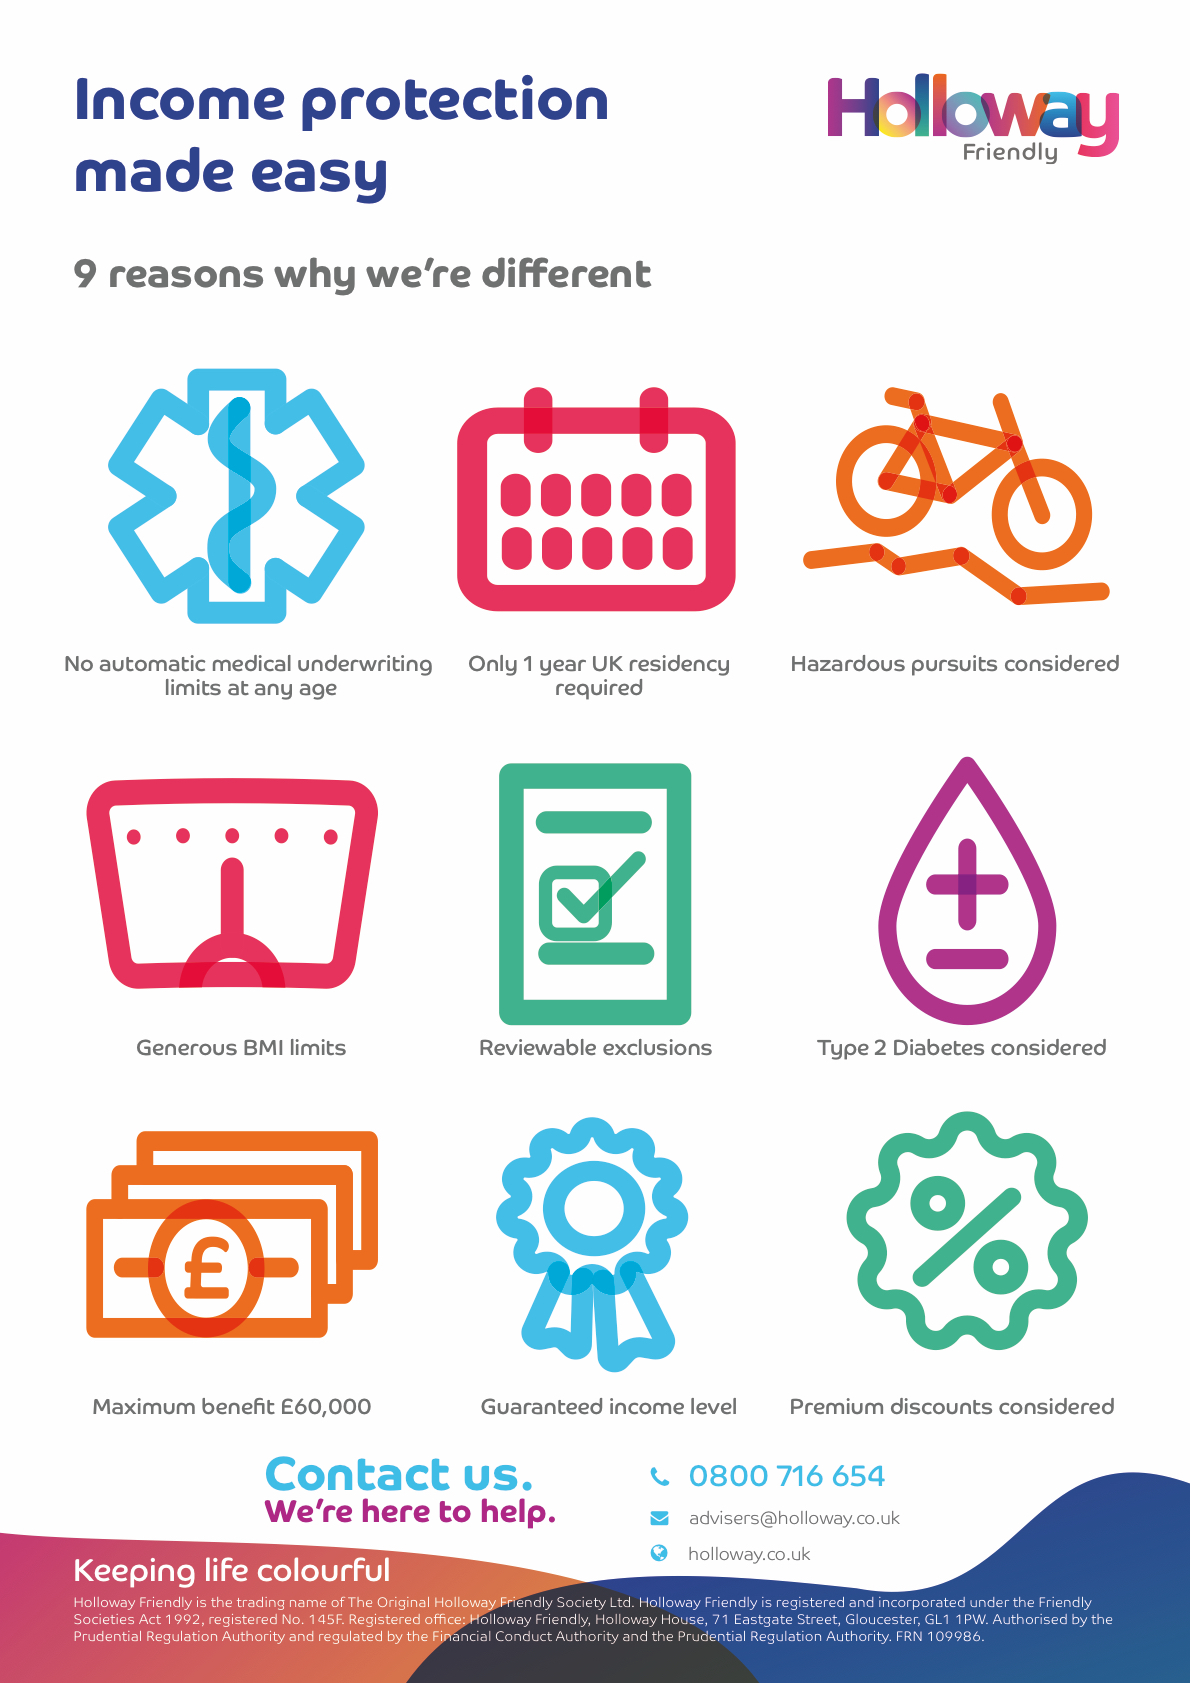 Income protection
made easy
Holloway
Friendly
9 reasons why we're different
No automatic medical underwriting
limits at any age
Only 1 year UK residency
required
Hazardous pursuits considered
Generous BMI limits
Reviewable exclusions
Type 2 Diabetes considered
£
Maximum benefit £60,000
Guaranteed income level
Premium discounts considered
Contact us.
We're here to help.
0800 716 654
advisers@holloway.co.uk
holloway.co.uk
Keeping life colourful
Holloway Friendly is the trading name of The Original Holloway Friendly Society Ltd. Holloway Friendly is registered and incorporated under the Friendly
Societies Act 1992, registered No. 145F. Registered office: Holloway Friendly, Holloway House, 71 Eastgate Street, Gloucester, GL1 1PW. Authorised by the
Prudential Regulation Authority and regulated by the Financial Conduct Authority and the Prudential Regulation Authority. FRN 109986.